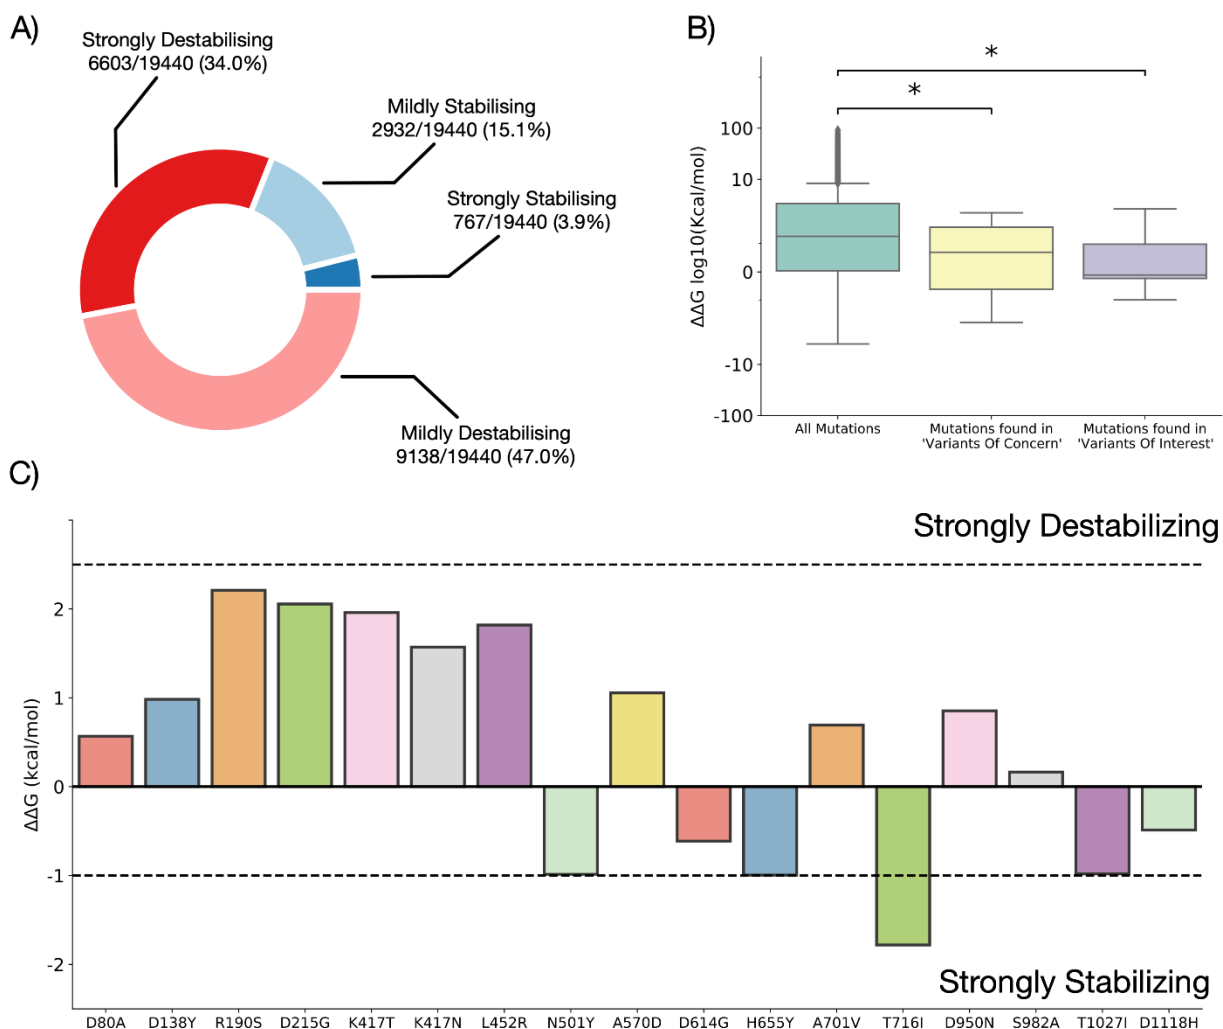 A)
Strongly Destabilising
6603/19440 (34.0%)
Mildly Stabilising
2932/19440 (15.1%)
Strongly Stabilising
767/19440 (3.9%)
Mildly Destabilising
9138/19440 (47.0%)
B)
*
*
100
10
0
-10
-100
ΔΔG log10(Kcal/mol)
All Mutations
Mutations found in
'Variants Of Concern'
Mutations found in
'Variants Of Interest'
C)
Strongly Destabilizing
2
1
0
-1
-2
ΔΔG (kcal/mol)
Strongly Stabilizing
D80A D138Y R190S D215G K417T K417N L452R N501Y A570D D614G H655Y A701V T716I D950N S982A T1027I D1118H